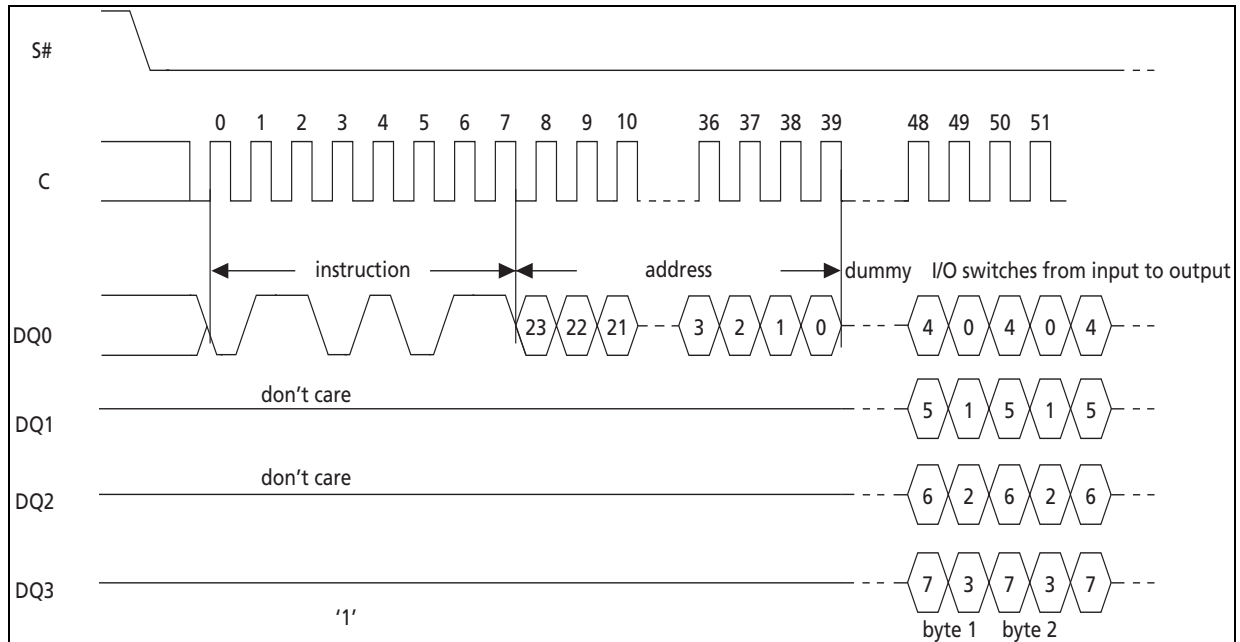 S#
0 1 2 3 4 5 6 7 8 9 10 36 37 38 39 48 49 50 51
C
instruction address dummy I/O switches from input to output
DQ0 23 22 21 3 2 1 0 4 0 4 0 4
don't care
DQ1 5 1 5 1 5
don't care
DQ2 6 2 6 2 6
DQ3 7 3 7 3 7
'1' byte 1 byte 2